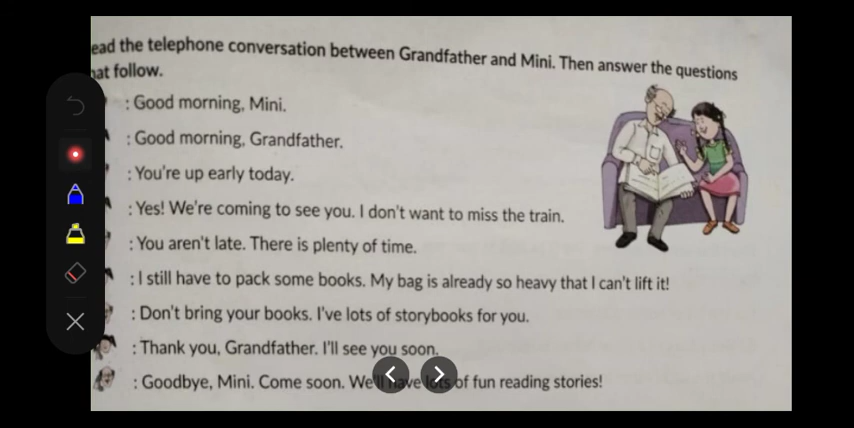 ead the telephone conversation between Grandfather and Mini. Then answer the questions
hat follow.
: Good morning, Mini.
: Good morning, Grandfather.
: You're up early today.
: Yes! We're coming to see you. I don't want to miss the train.
: You aren't late. There is plenty of time.
: I still have to pack some books. My bag is already so heavy that I can't lift it!
: Don't bring your books. I've lots of storybooks for you.
: Thank you, Grandfather. I'll see you soon.
: Goodbye, Mini. Come soon. We'll have lots of fun reading stories!